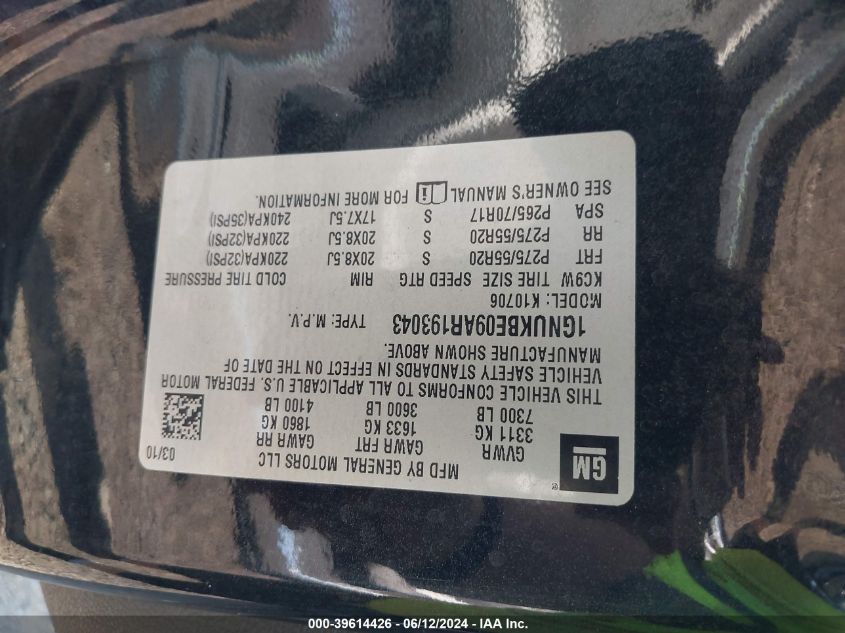 GM
®
MFD BY GENERAL MOTORS LLC
03/10
GVWR GAWR FRT GAWR RR
3311 KG 1633 KG 1860 KG
7300 LB 3600 LB 4100 LB
THIS VEHICLE CONFORMS TO ALL APPLICABLE U.S. FEDERAL MOTOR
VEHICLE SAFETY STANDARDS IN EFFECT ON THE DATE OF
MANUFACTURE SHOWN ABOVE.
1GNUKBE09AR193043 TYPE: M.P.V.
MODEL: K10706
KC9W TIRE SIZE SPEED RTG RIM COLD TIRE PRESSURE
FRT P275/55R20 S 20X8.5J 220KPA(32PSI)
RR P275/55R20 S 20X8.5J 220KPA(32PSI)
SPA P265/70R17 S 17X7.5J 240KPA(35PSI)
SEE OWNER'S MANUAL FOR MORE INFORMATION.
000-39614426 - 06/12/2024 - IAA Inc.